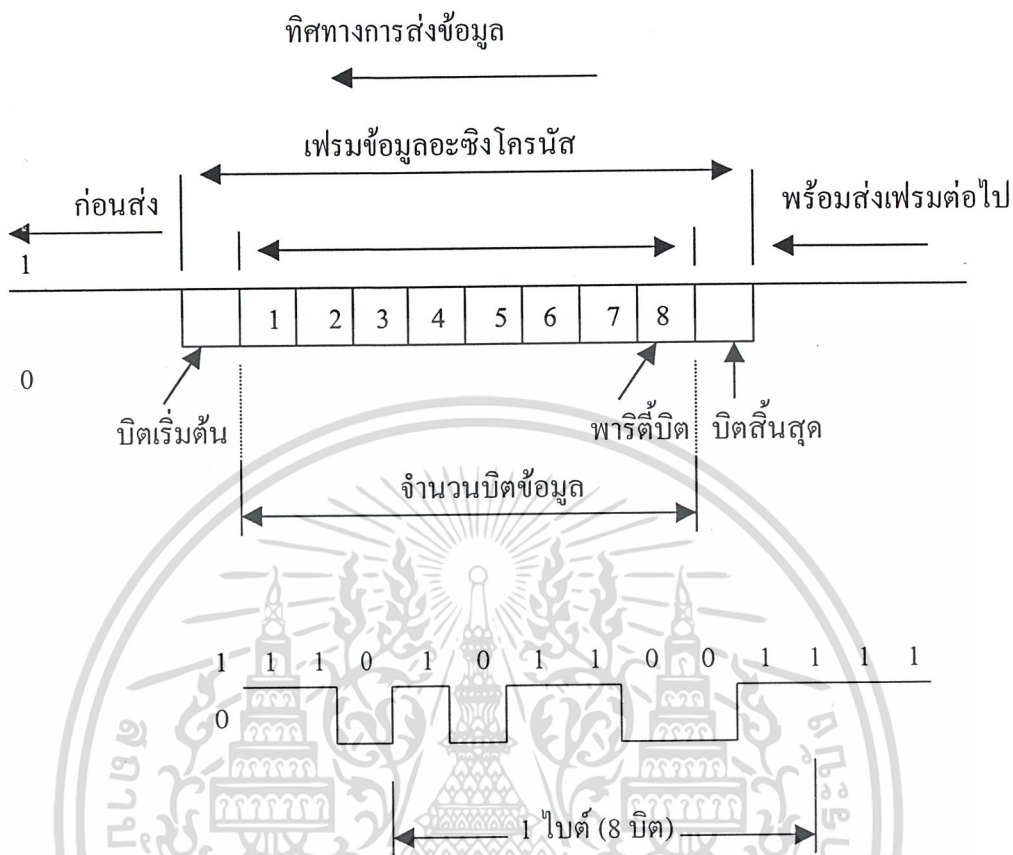 ทิศทางการส่งข้อมูล
เฟรมข้อมูลอะซิงโครนัส
ก่อนส่ง
พร้อมส่งเฟรมต่อไป
1
1 2 3 4 5 6 7 8
0
บิตเริ่มต้น
พาริตี้บิต
บิตสิ้นสุด
จำนวนบิตข้อมูล
1 1 1 0 1 0 1 1 0 0 1 1 1 1
0
1 ไบต์ (8 บิต)